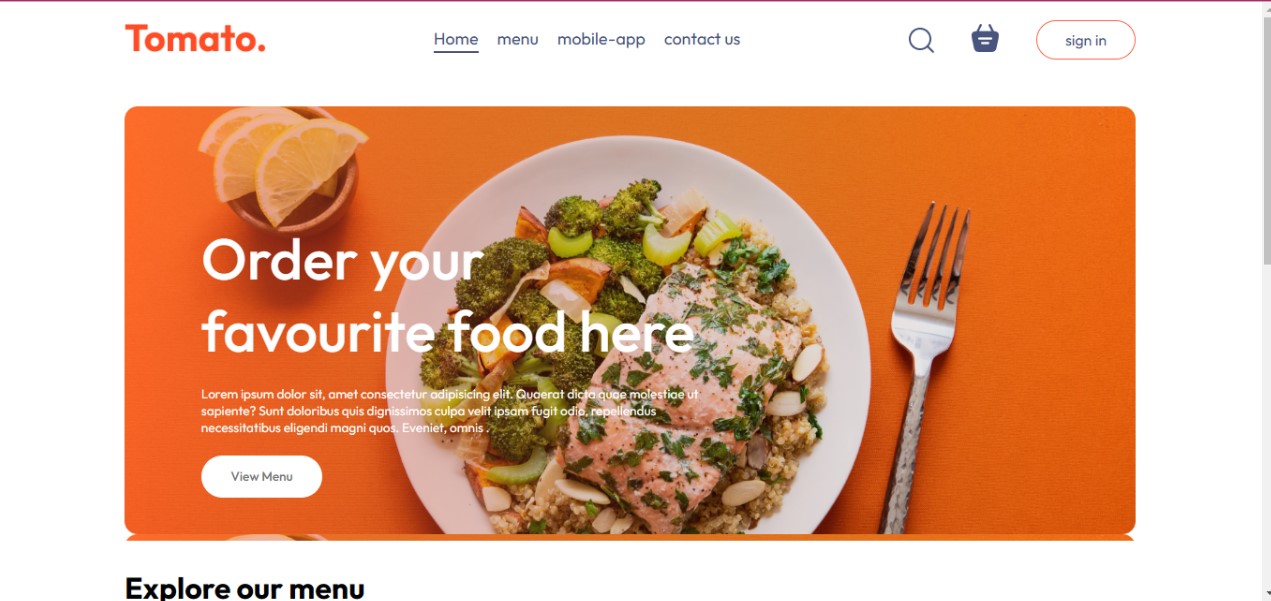 Tomato.
Home menu mobile-app contact us
sign in
Order your
favourite food here
Lorem ipsum dolor sit, amet consectetur adipisicing elit. Quaerat dicta quae molestiae ut
sapiente? Sunt doloribus quis dignissimos culpa velit ipsam fugit odio, repellendus
necessitatibus eligendi magni quos. Eveniet, omnis .
View Menu
Explore our menu